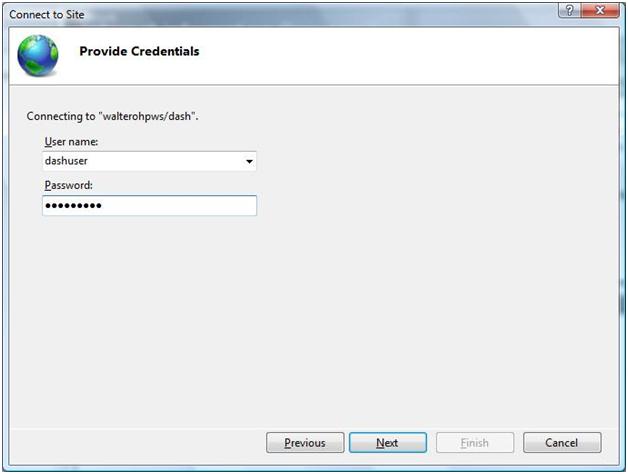 Connect to Site
Provide Credentials
Connecting to "walterohpws/dash".
User name:
dashuser
Password:
●●●●●●●●●
Previous Next Finish Cancel